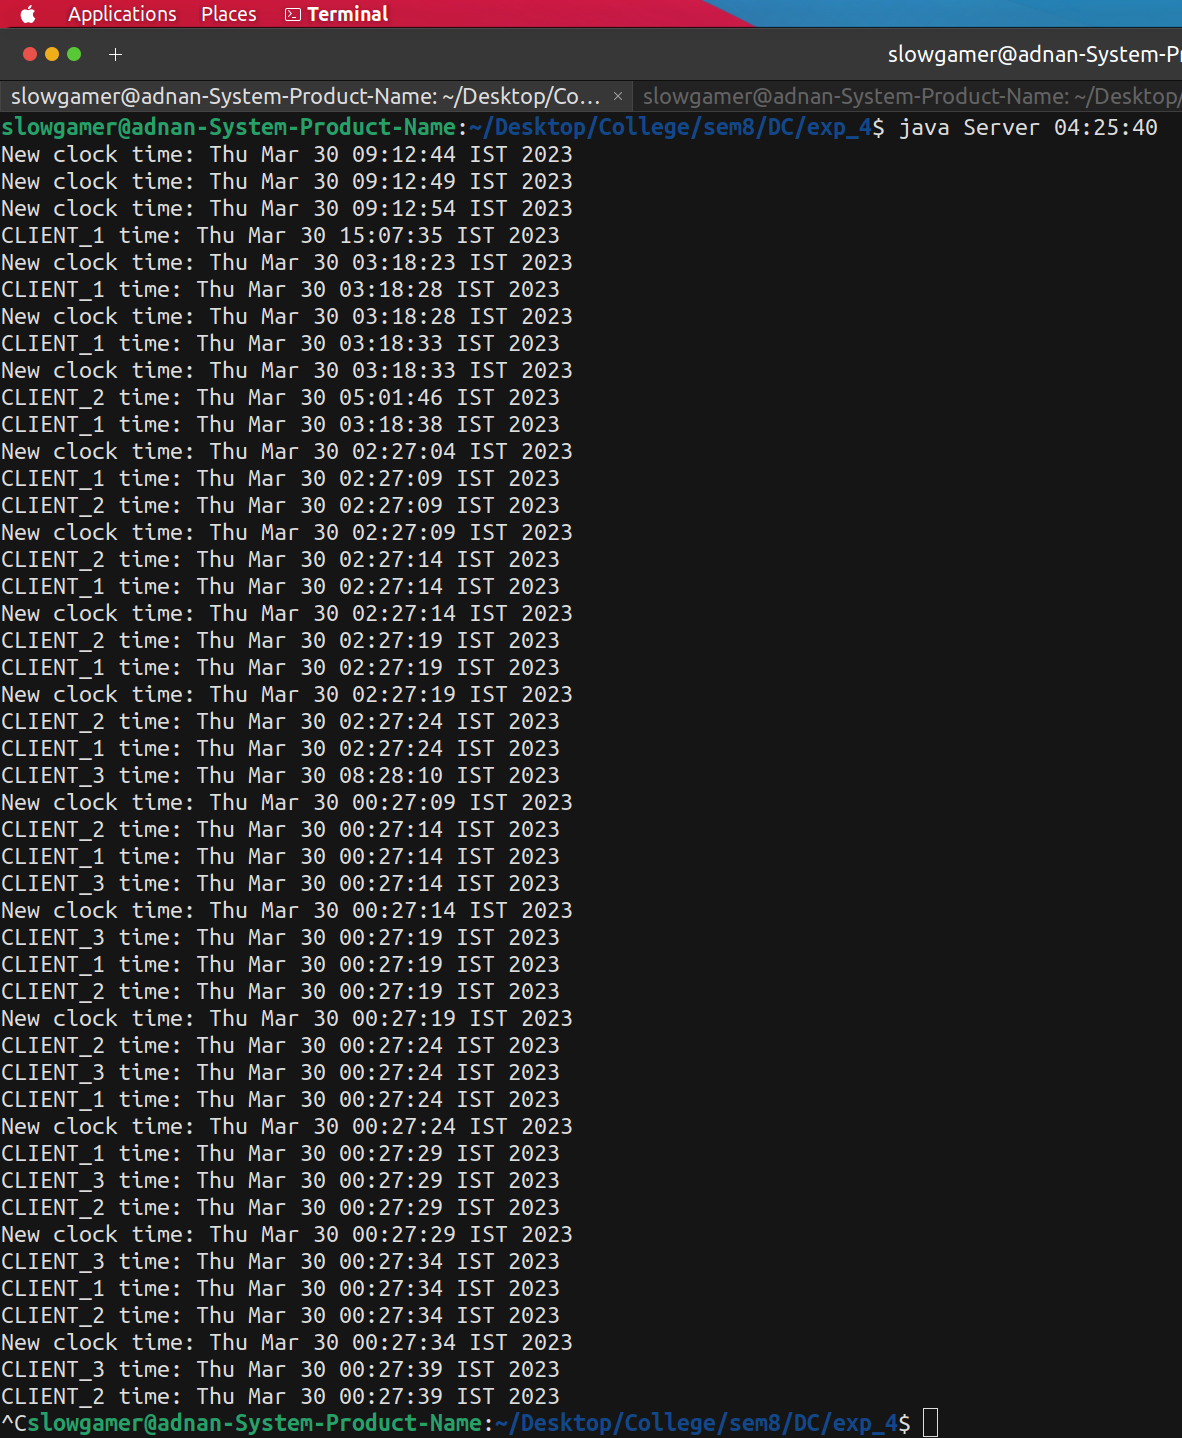 Applications Places Terminal
slowgamer@adnan-System-P
slowgamer@adnan-System-Product-Name: ~/Desktop/Co... × slowgamer@adnan-System-Product-Name: ~/Desktop/
slowgamer@adnan-System-Product-Name:~/Desktop/College/sem8/DC/exp_4$ java Server 04:25:40
New clock time: Thu Mar 30 09:12:44 IST 2023
New clock time: Thu Mar 30 09:12:49 IST 2023
New clock time: Thu Mar 30 09:12:54 IST 2023
CLIENT_1 time: Thu Mar 30 15:07:35 IST 2023
New clock time: Thu Mar 30 03:18:23 IST 2023
CLIENT_1 time: Thu Mar 30 03:18:28 IST 2023
New clock time: Thu Mar 30 03:18:28 IST 2023
CLIENT_1 time: Thu Mar 30 03:18:33 IST 2023
New clock time: Thu Mar 30 03:18:33 IST 2023
CLIENT_2 time: Thu Mar 30 05:01:46 IST 2023
CLIENT_1 time: Thu Mar 30 03:18:38 IST 2023
New clock time: Thu Mar 30 02:27:04 IST 2023
CLIENT_1 time: Thu Mar 30 02:27:09 IST 2023
CLIENT_2 time: Thu Mar 30 02:27:09 IST 2023
New clock time: Thu Mar 30 02:27:09 IST 2023
CLIENT_2 time: Thu Mar 30 02:27:14 IST 2023
CLIENT_1 time: Thu Mar 30 02:27:14 IST 2023
New clock time: Thu Mar 30 02:27:14 IST 2023
CLIENT_2 time: Thu Mar 30 02:27:19 IST 2023
CLIENT_1 time: Thu Mar 30 02:27:19 IST 2023
New clock time: Thu Mar 30 02:27:19 IST 2023
CLIENT_2 time: Thu Mar 30 02:27:24 IST 2023
CLIENT_1 time: Thu Mar 30 02:27:24 IST 2023
CLIENT_3 time: Thu Mar 30 08:28:10 IST 2023
New clock time: Thu Mar 30 00:27:09 IST 2023
CLIENT_2 time: Thu Mar 30 00:27:14 IST 2023
CLIENT_1 time: Thu Mar 30 00:27:14 IST 2023
CLIENT_3 time: Thu Mar 30 00:27:14 IST 2023
New clock time: Thu Mar 30 00:27:14 IST 2023
CLIENT_3 time: Thu Mar 30 00:27:19 IST 2023
CLIENT_1 time: Thu Mar 30 00:27:19 IST 2023
CLIENT_2 time: Thu Mar 30 00:27:19 IST 2023
New clock time: Thu Mar 30 00:27:19 IST 2023
CLIENT_2 time: Thu Mar 30 00:27:24 IST 2023
CLIENT_3 time: Thu Mar 30 00:27:24 IST 2023
CLIENT_1 time: Thu Mar 30 00:27:24 IST 2023
New clock time: Thu Mar 30 00:27:24 IST 2023
CLIENT_1 time: Thu Mar 30 00:27:29 IST 2023
CLIENT_3 time: Thu Mar 30 00:27:29 IST 2023
CLIENT_2 time: Thu Mar 30 00:27:29 IST 2023
New clock time: Thu Mar 30 00:27:29 IST 2023
CLIENT_3 time: Thu Mar 30 00:27:34 IST 2023
CLIENT_1 time: Thu Mar 30 00:27:34 IST 2023
CLIENT_2 time: Thu Mar 30 00:27:34 IST 2023
New clock time: Thu Mar 30 00:27:34 IST 2023
CLIENT_3 time: Thu Mar 30 00:27:39 IST 2023
CLIENT_2 time: Thu Mar 30 00:27:39 IST 2023
^Cslowgamer@adnan-System-Product-Name:~/Desktop/College/sem8/DC/exp_4$